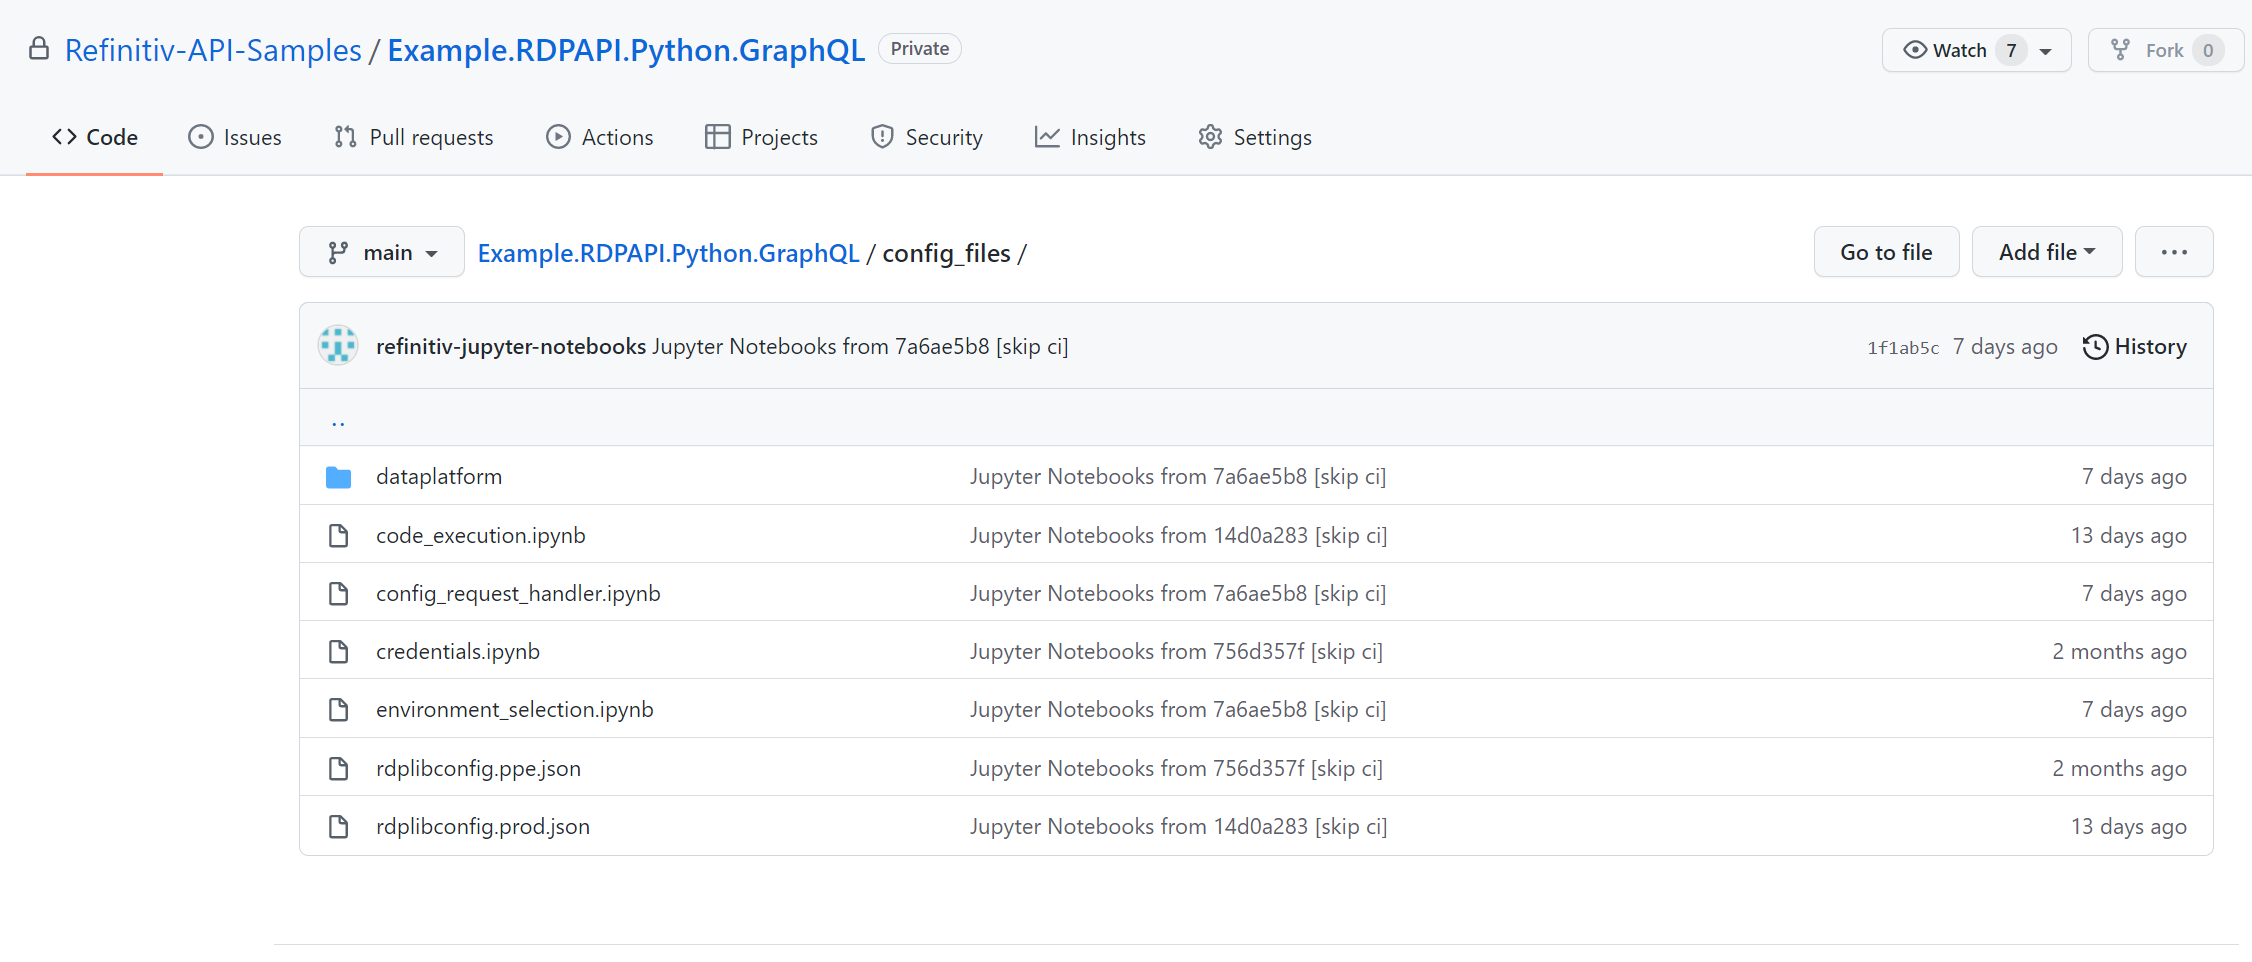 Refinitiv-API-Samples / Example.RDPAPI.Python.GraphQL Private Watch 7 Fork 0
Code Issues Pull requests Actions Projects Security Insights Settings
main Example.RDPAPI.Python.GraphQL / config_files / Go to file Add file ...
refinitiv-jupyter-notebooks Jupyter Notebooks from 7a6ae5b8 [skip ci] 1f1ab5c 7 days ago History
..
dataplatform Jupyter Notebooks from 7a6ae5b8 [skip ci] 7 days ago
code_execution.ipynb Jupyter Notebooks from 14d0a283 [skip ci] 13 days ago
config_request_handler.ipynb Jupyter Notebooks from 7a6ae5b8 [skip ci] 7 days ago
credentials.ipynb Jupyter Notebooks from 756d357f [skip ci] 2 months ago
environment_selection.ipynb Jupyter Notebooks from 7a6ae5b8 [skip ci] 7 days ago
rdplibconfig.ppe.json Jupyter Notebooks from 756d357f [skip ci] 2 months ago
rdplibconfig.prod.json Jupyter Notebooks from 14d0a283 [skip ci] 13 days ago